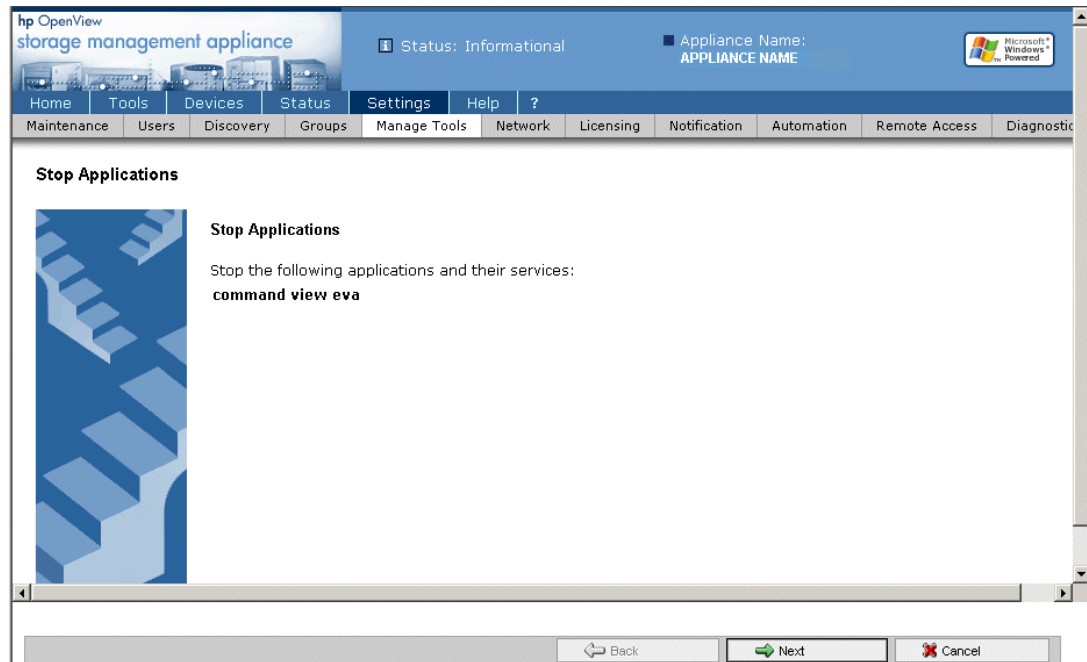 hp OpenView
storage management appliance
Status: Informational
Appliance Name:
APPLIANCE NAME
Microsoft®
Windows®
Powered
Home Tools Devices Status Settings Help ?
Maintenance Users Discovery Groups Manage Tools Network Licensing Notification Automation Remote Access Diagnostic
Stop Applications
Stop Applications
Stop the following applications and their services:
command view eva
Back Next Cancel